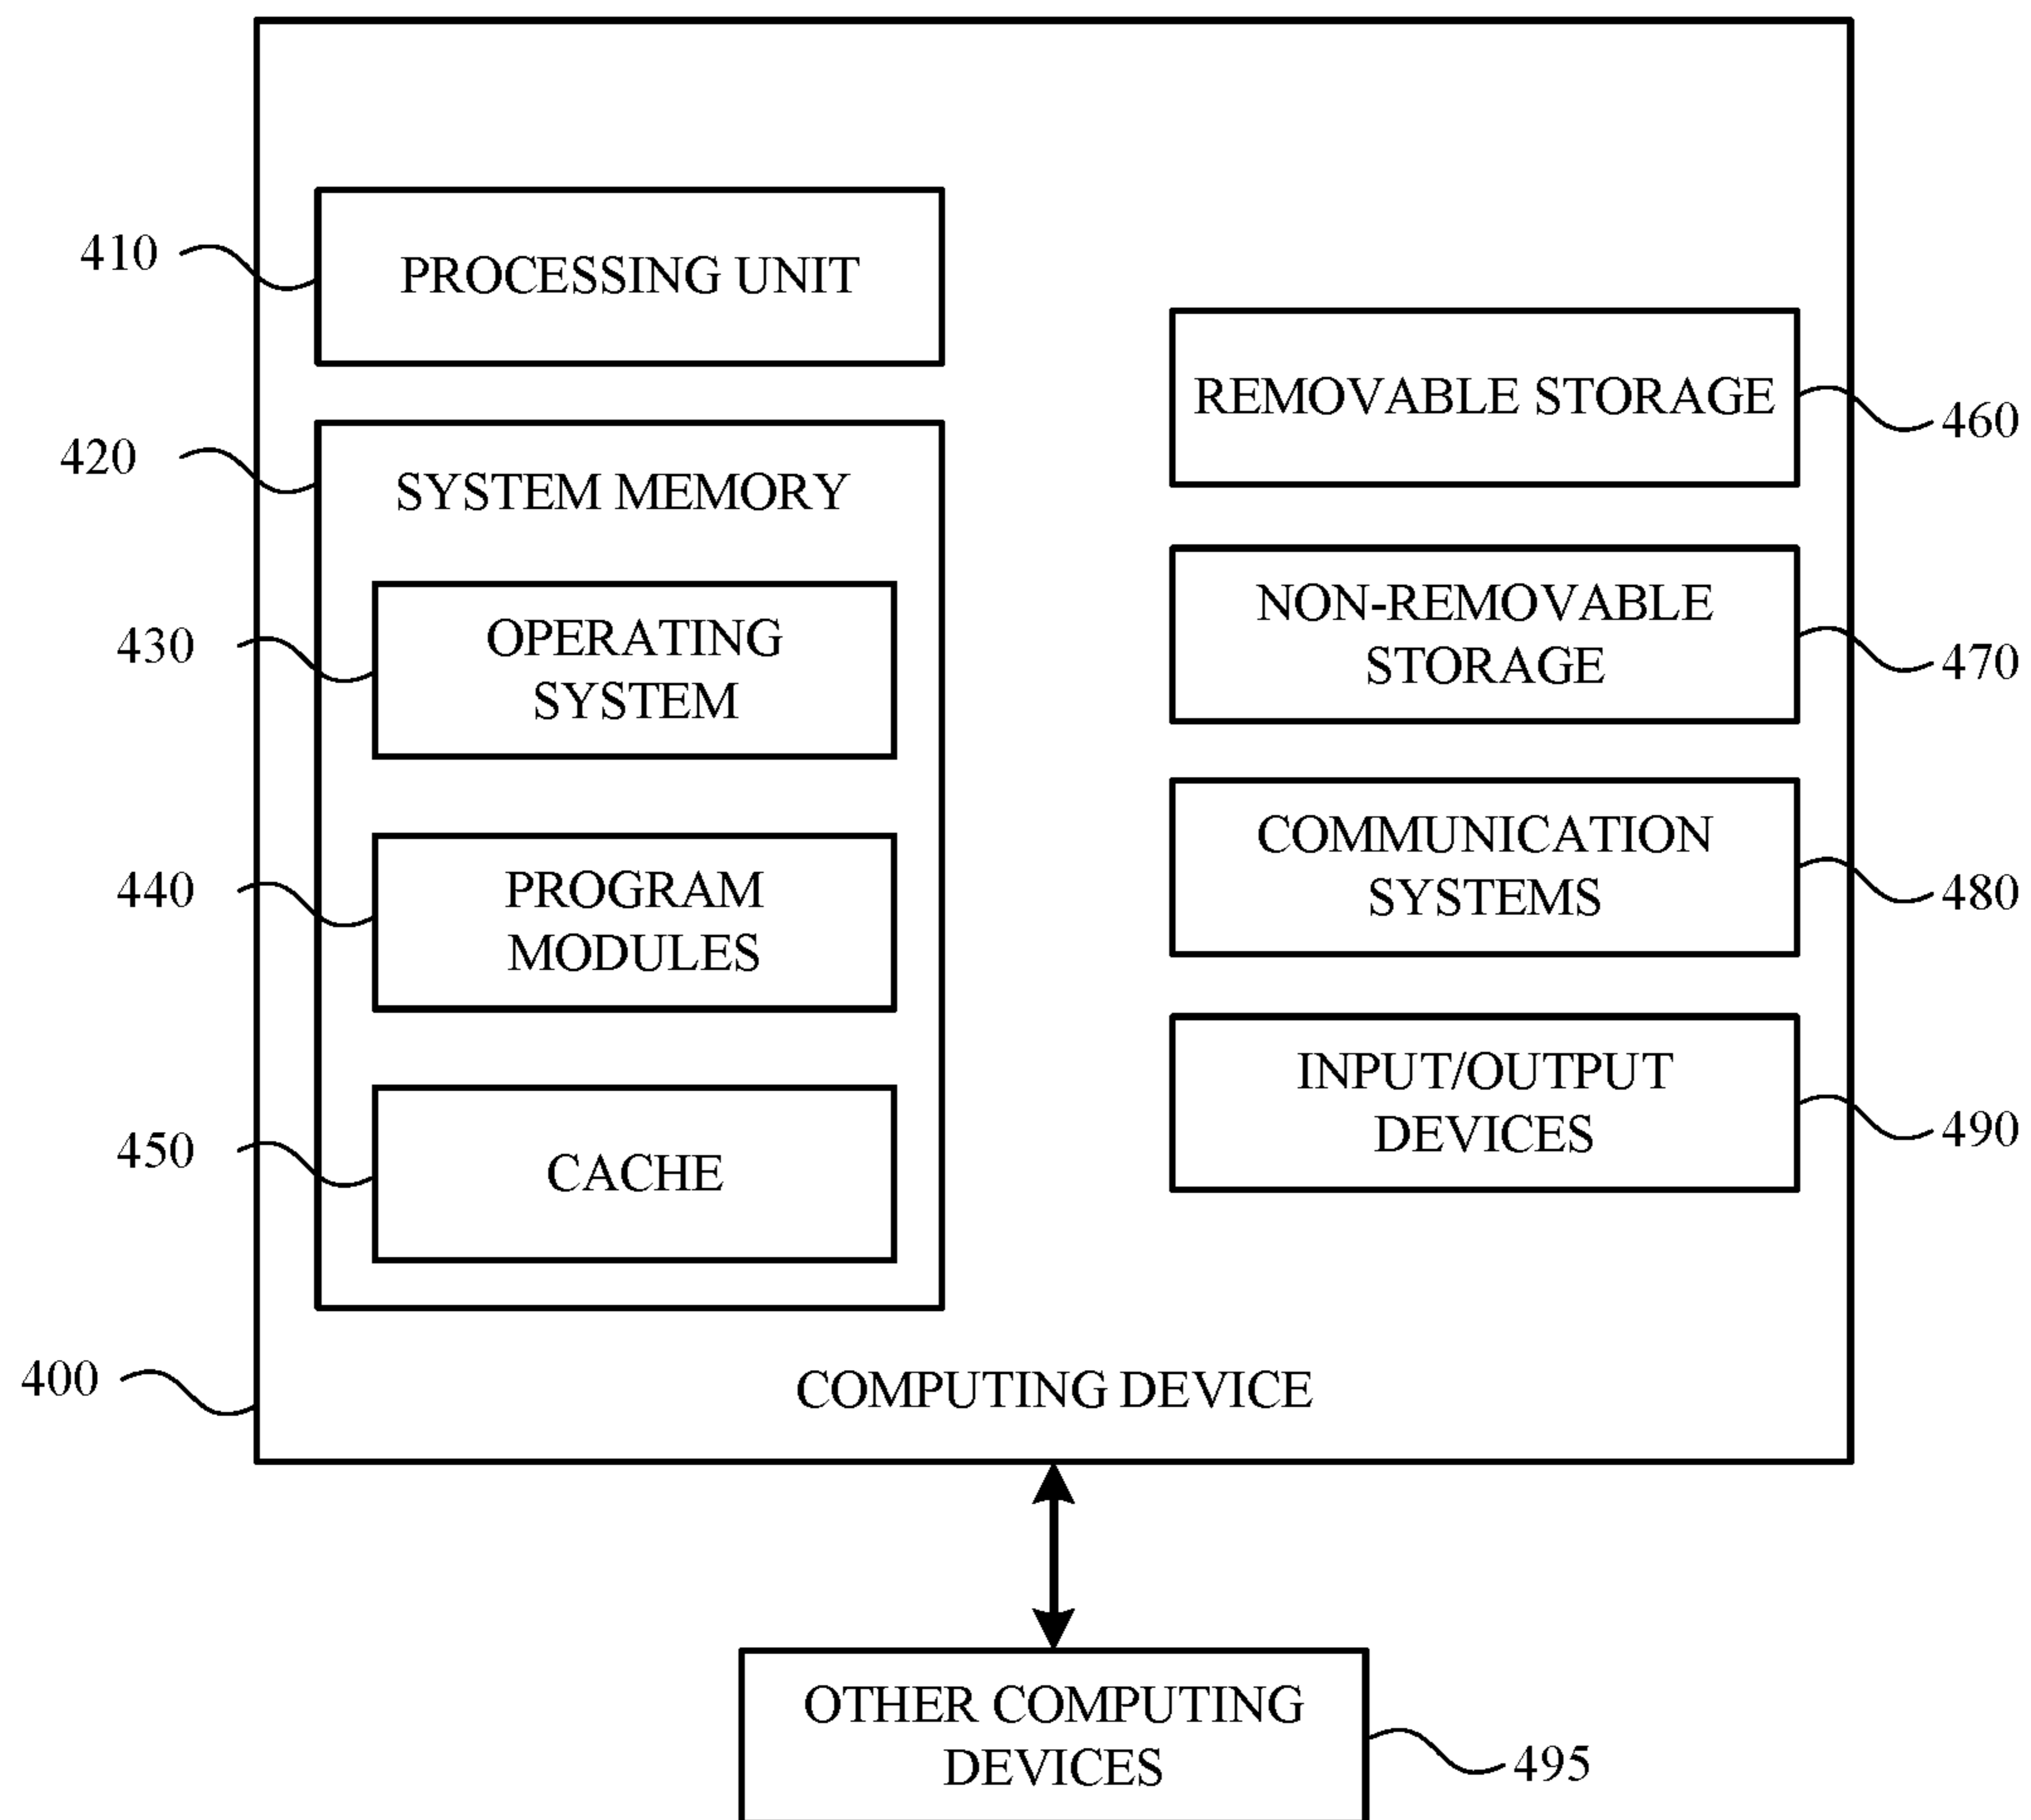 410
PROCESSING UNIT
420
SYSTEM MEMORY
430
OPERATING
SYSTEM
440
PROGRAM
MODULES
450
CACHE
REMOVABLE STORAGE
460
NON-REMOVABLE
STORAGE
470
COMMUNICATION
SYSTEMS
480
INPUT/OUTPUT
DEVICES
490
400
COMPUTING DEVICE
OTHER COMPUTING
DEVICES
495